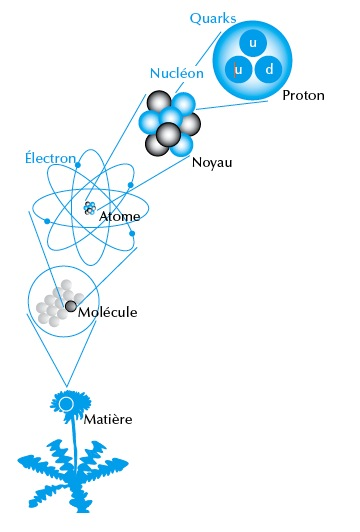 Quarks
u
u d
Nucléon
Proton
Noyau
Électron
Atome
Molécule
Matière